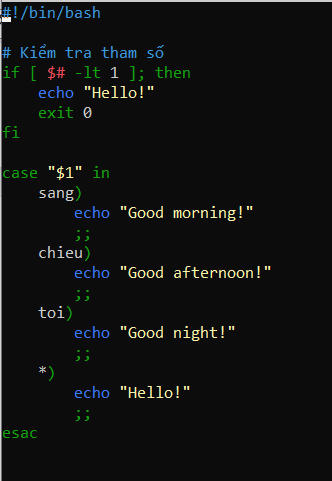 #!/bin/bash

# Kiểm tra tham số
if [ $# -lt 1 ]; then
    echo "Hello!"
    exit 0
fi

case "$1" in
    sang)
        echo "Good morning!"
        ;;
    chieu)
        echo "Good afternoon!"
        ;;
    toi)
        echo "Good night!"
        ;;
    *)
        echo "Hello!"
        ;;
esac